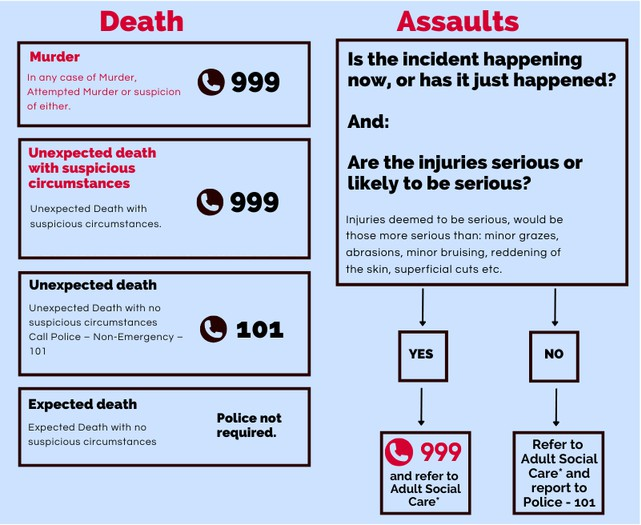 Death
Murder
In any case of Murder,
Attempted Murder or suspicion
of either.
999
Unexpected death
with suspicious
circumstances
Unexpected Death with
suspicious circumstances.
999
Unexpected death
Unexpected Death with no
suspicious circumstances
Call Police – Non-Emergency –
101
101
Expected death
Expected Death with no
suspicious circumstances
Police not
required.
Assaults
Is the incident happening
now, or has it just happened?
And:
Are the injuries serious or
likely to be serious?
Injuries deemed to be serious, would be
those more serious than: minor grazes,
abrasions, minor bruising, reddening of
the skin, superficial cuts etc.
YES
NO
999
and refer to
Adult Social
Care*
Refer to
Adult Social
Care* and
report to
Police - 101